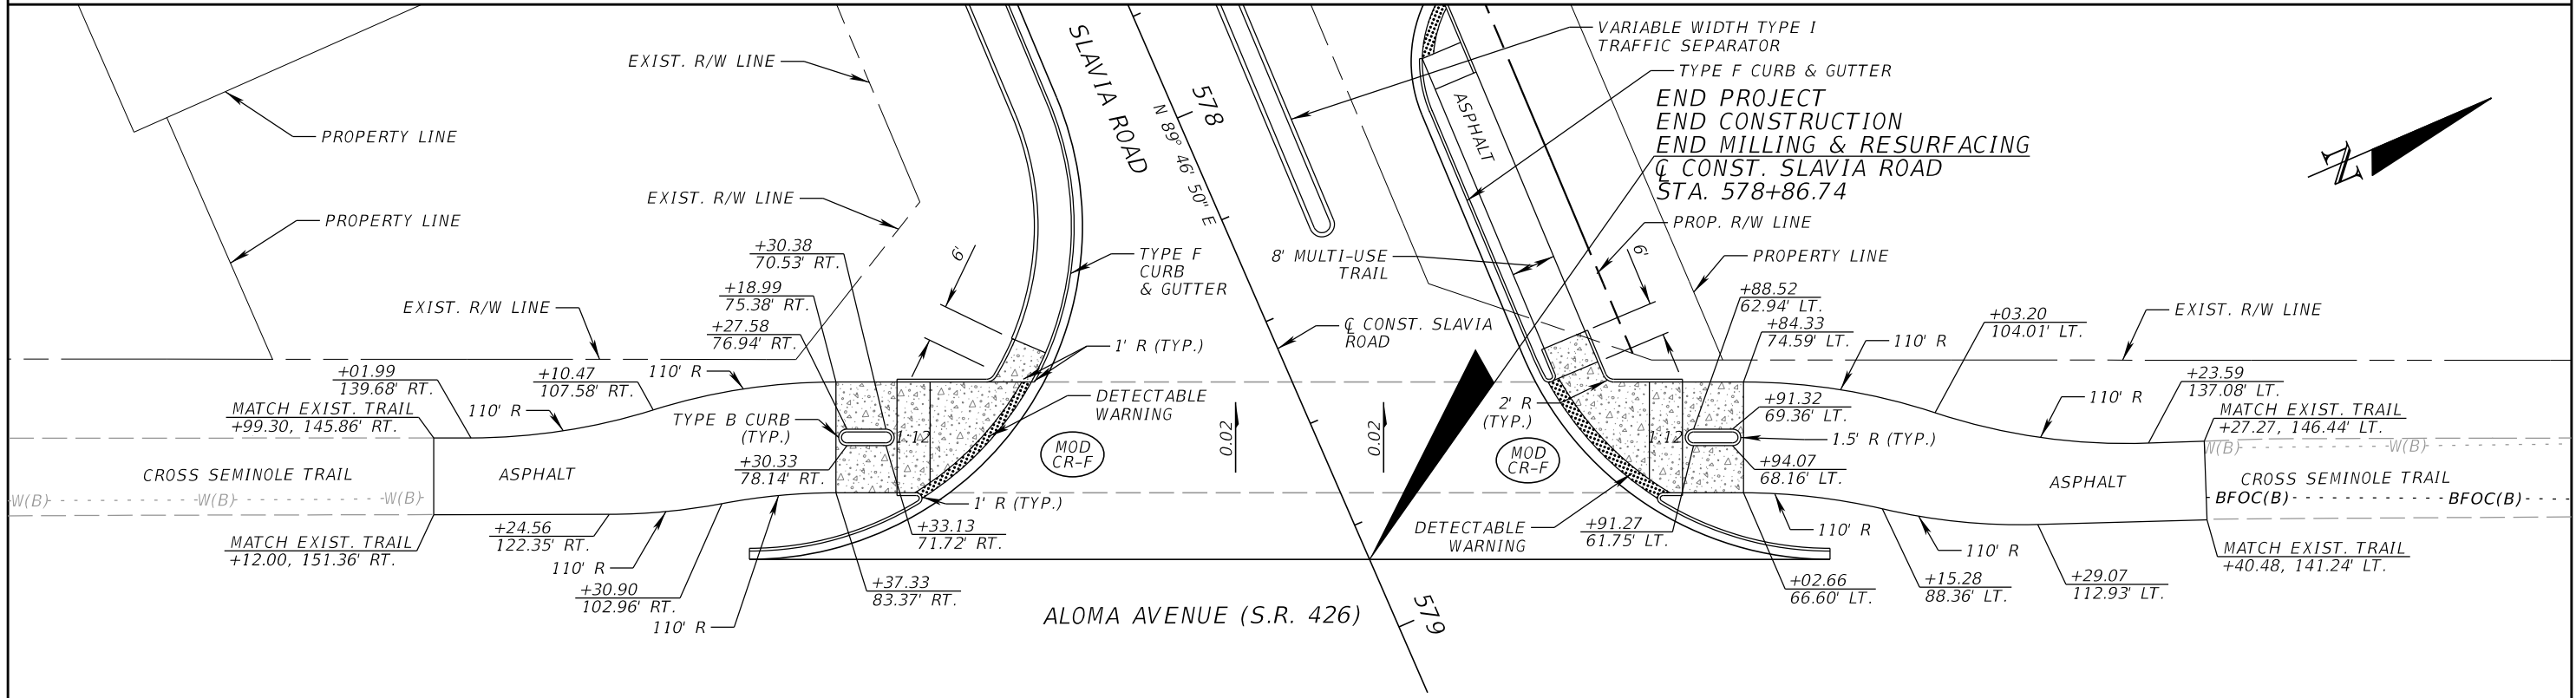 VARIABLE WIDTH TYPE I
TRAFFIC SEPARATOR
EXIST. R/W LINE
SLAVIA ROAD
TYPE F CURB & GUTTER
END PROJECT
END CONSTRUCTION
END MILLING & RESURFACING
℄ CONST. SLAVIA ROAD
STA. 578+86.74
578
N 89° 46' 50" E
ASPHALT
N
PROPERTY LINE
EXIST. R/W LINE
PROPERTY LINE
PROP. R/W LINE
+30.38
70.53' RT.
6'
TYPE F
CURB
& GUTTER
8' MULTI-USE
TRAIL
6'
PROPERTY LINE
+18.99
75.38' RT.
+88.52
62.94' LT.
EXIST. R/W LINE
+27.58
76.94' RT.
℄ CONST. SLAVIA
ROAD
+84.33
74.59' LT.
+03.20
104.01' LT.
EXIST. R/W LINE
1' R (TYP.)
110' R
+01.99
139.68' RT.
+10.47
107.58' RT.
110' R
+23.59
137.08' LT.
MATCH EXIST. TRAIL
+99.30, 145.86' RT.
110' R
TYPE B CURB
(TYP.)
DETECTABLE
WARNING
2' R
(TYP.)
+91.32
69.36' LT.
110' R
MATCH EXIST. TRAIL
+27.27, 146.44' LT.
1:12
0.02
0.02
MOD
CR-F
MOD
CR-F
1:12
1.5' R (TYP.)
W(B)
W(B)
CROSS SEMINOLE TRAIL
ASPHALT
+30.33
78.14' RT.
+94.07
68.16' LT.
ASPHALT
CROSS SEMINOLE TRAIL
W(B)
W(B)
W(B)
BFOC(B)
BFOC(B)
1' R (TYP.)
+24.56
122.35' RT.
+33.13
71.72' RT.
DETECTABLE
WARNING
+91.27
61.75' LT.
110' R
MATCH EXIST. TRAIL
+12.00, 151.36' RT.
110' R
110' R
MATCH EXIST. TRAIL
+40.48, 141.24' LT.
+30.90
102.96' RT.
+37.33
83.37' RT.
+02.66
66.60' LT.
+15.28
88.36' LT.
+29.07
112.93' LT.
110' R
ALOMA AVENUE (S.R. 426)
579